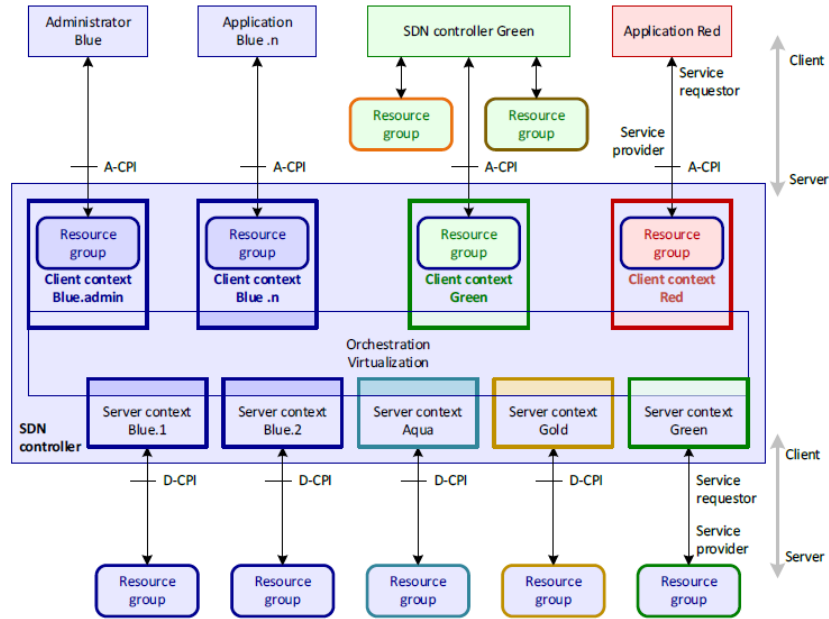 Administrator
Blue
Application
Blue .n
SDN controller Green
Application Red
Client
Service
requestor
Resource
group
Resource
group
Service
provider
A-CPI
A-CPI
A-CPI
A-CPI
Server
Resource
group
Client context
Blue.admin
Resource
group
Client context
Blue .n
Resource
group
Client context
Green
Resource
group
Client context
Red
Orchestration
Virtualization
SDN
controller
Server context
Blue.1
Server context
Blue.2
Server context
Aqua
Server context
Gold
Server context
Green
Client
D-CPI
D-CPI
D-CPI
D-CPI
Service
requestor
Service
provider
Server
Resource
group
Resource
group
Resource
group
Resource
group
Resource
group